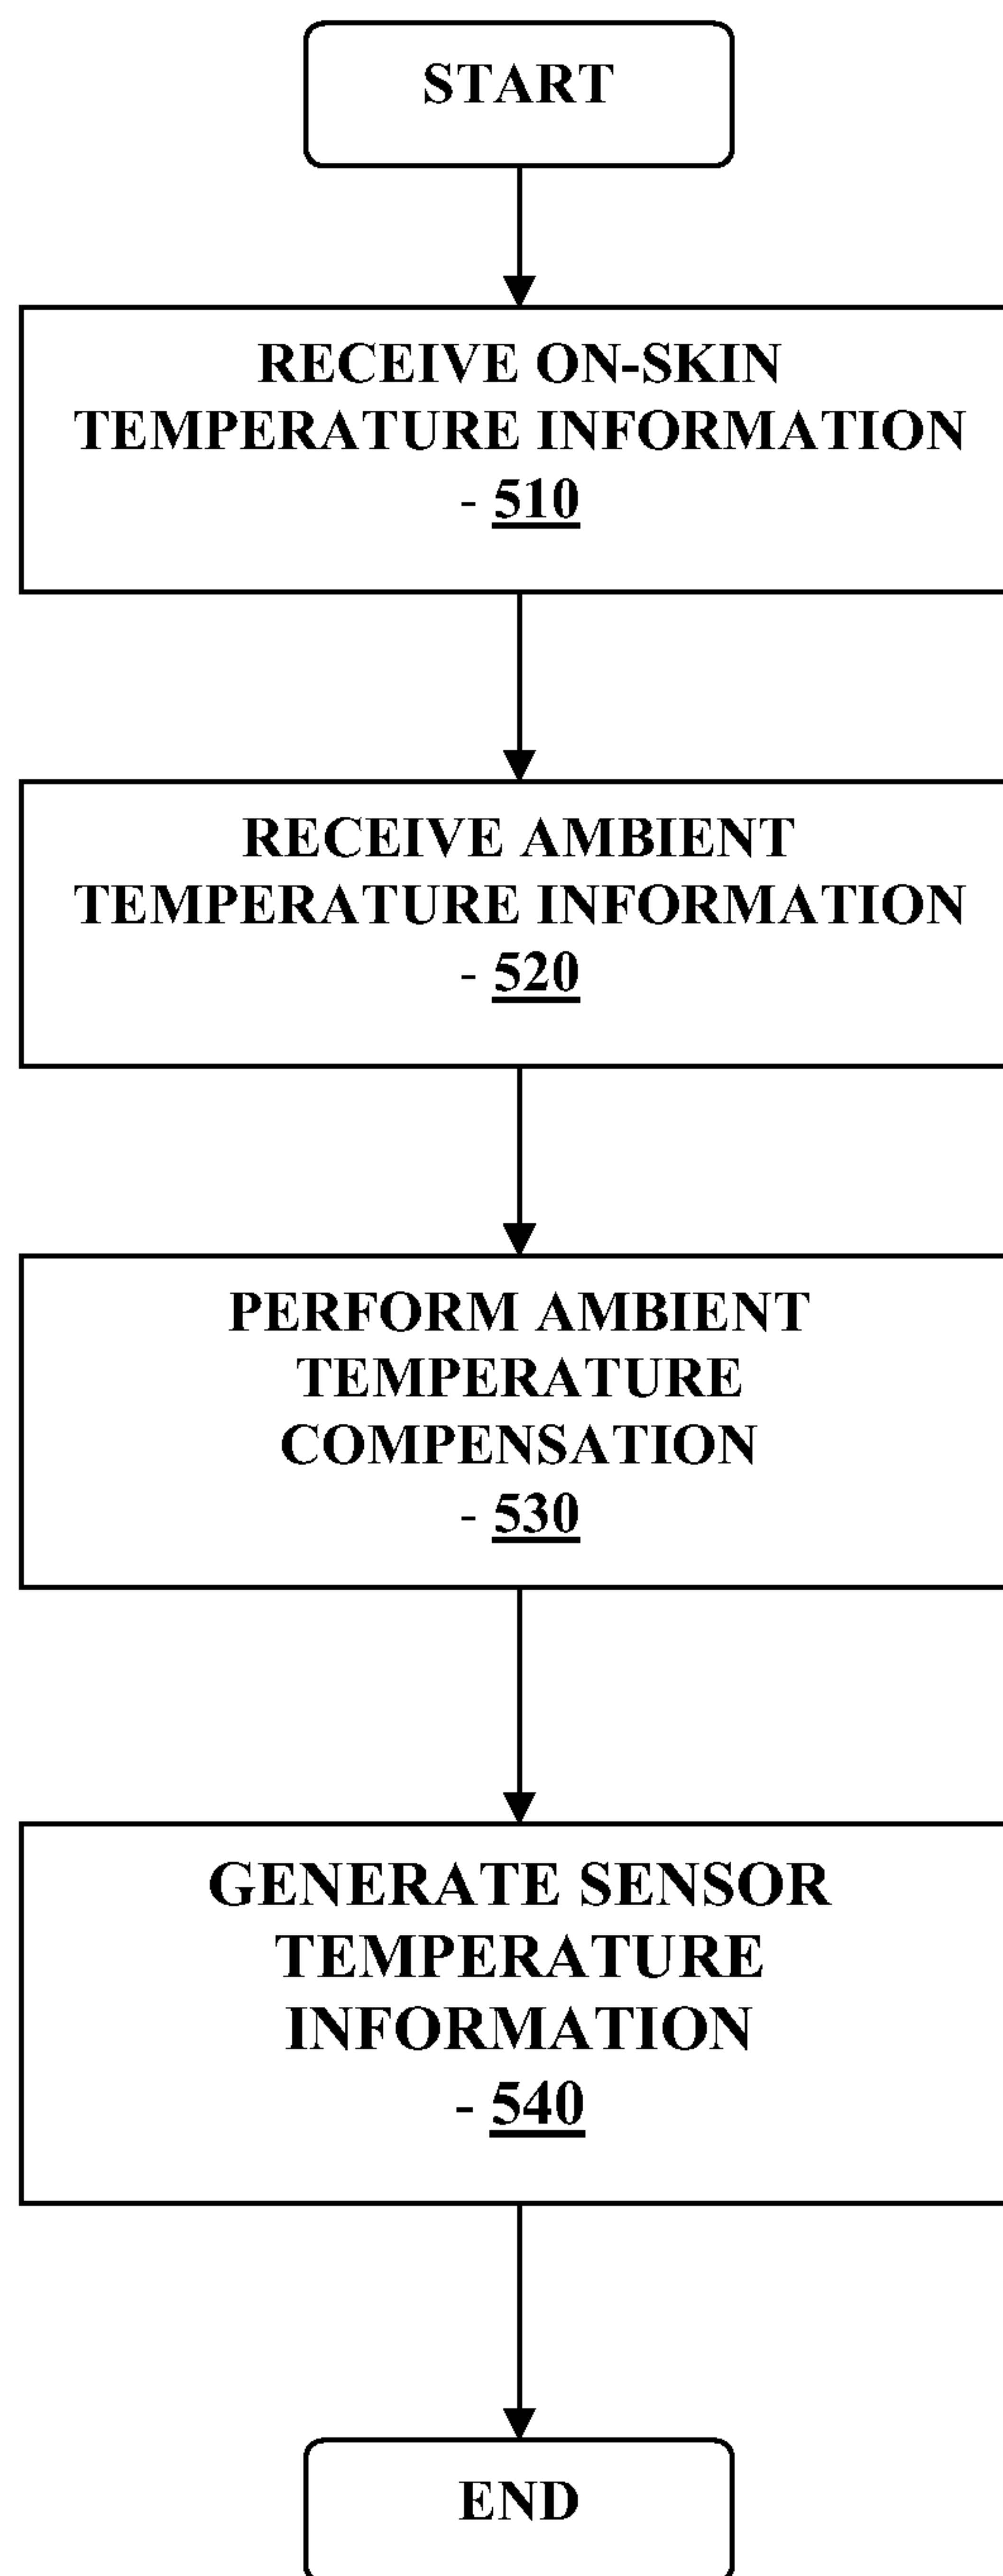 START
RECEIVE ON-SKIN
TEMPERATURE INFORMATION
- 510
RECEIVE AMBIENT
TEMPERATURE INFORMATION
- 520
PERFORM AMBIENT
TEMPERATURE
COMPENSATION
- 530
GENERATE SENSOR
TEMPERATURE
INFORMATION
- 540
END